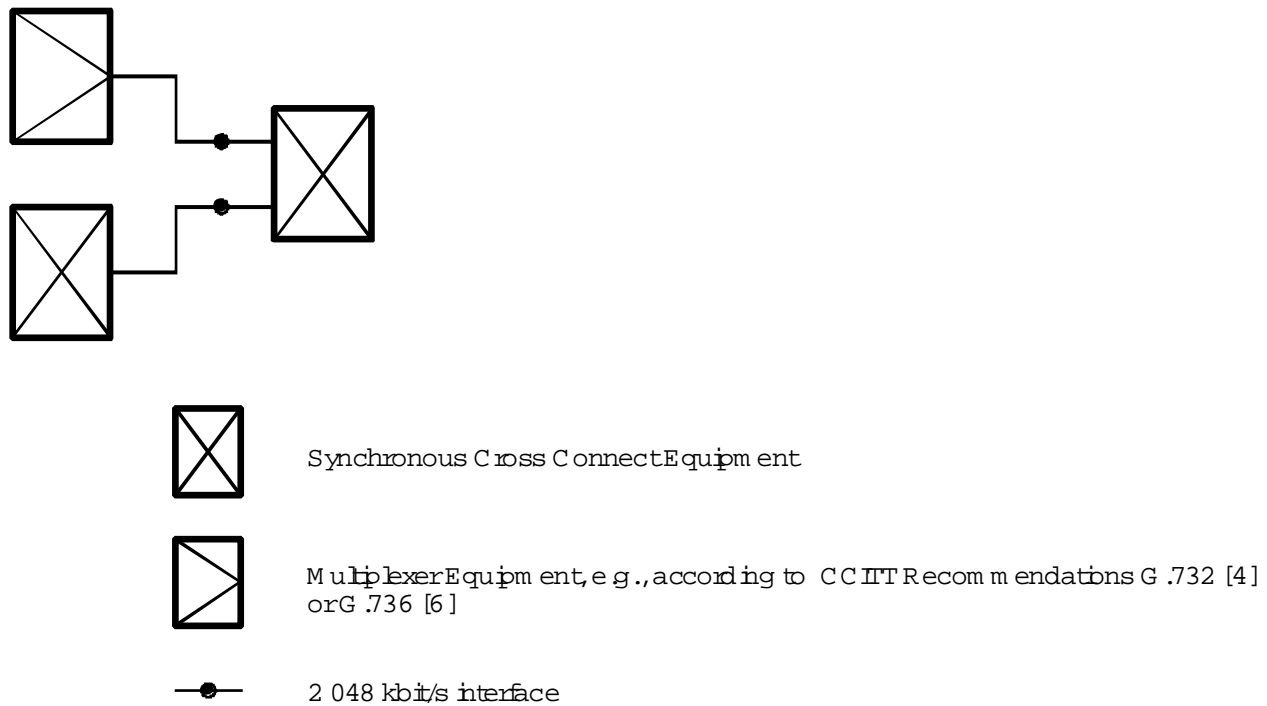 Synchronous Cross Connect Equipment
Multiplexer Equipment, e.g., according to CCITT Recommendations G.732 [4]
or G.736 [6]
2 048 kbit/s interface